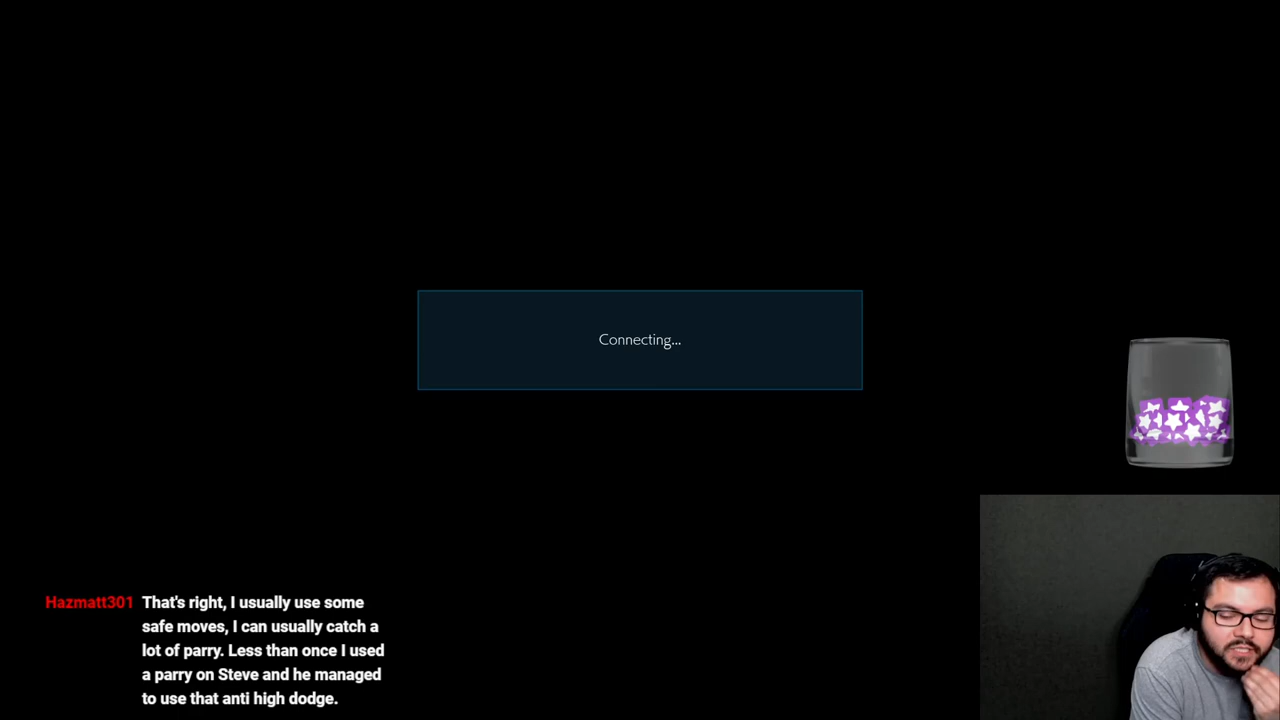 Connecting...
Hazmatt301 That's right, I usually use some
safe moves, I can usually catch a
lot of parry. Less than once I used
a parry on Steve and he managed
to use that anti high dodge.